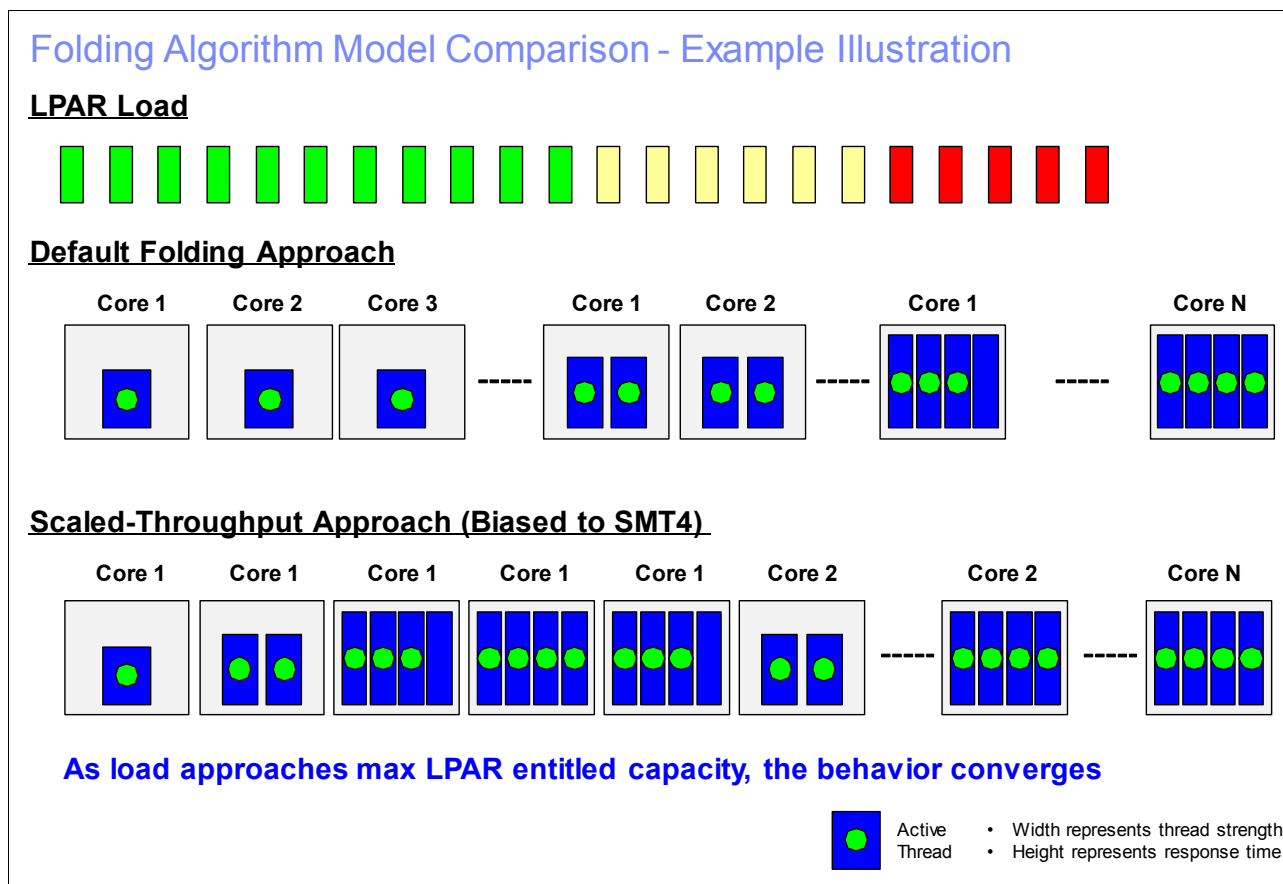 Folding Algorithm Model Comparison - Example Illustration
LPAR Load
Default Folding Approach
Core 1 Core 2 Core 3 Core 1 Core 2 Core 1 Core N
Scaled-Throughput Approach (Biased to SMT4)
Core 1 Core 1 Core 1 Core 1 Core 1 Core 2 Core 2 Core N
As load approaches max LPAR entitled capacity, the behavior converges
Active • Width represents thread strength
Thread • Height represents response time